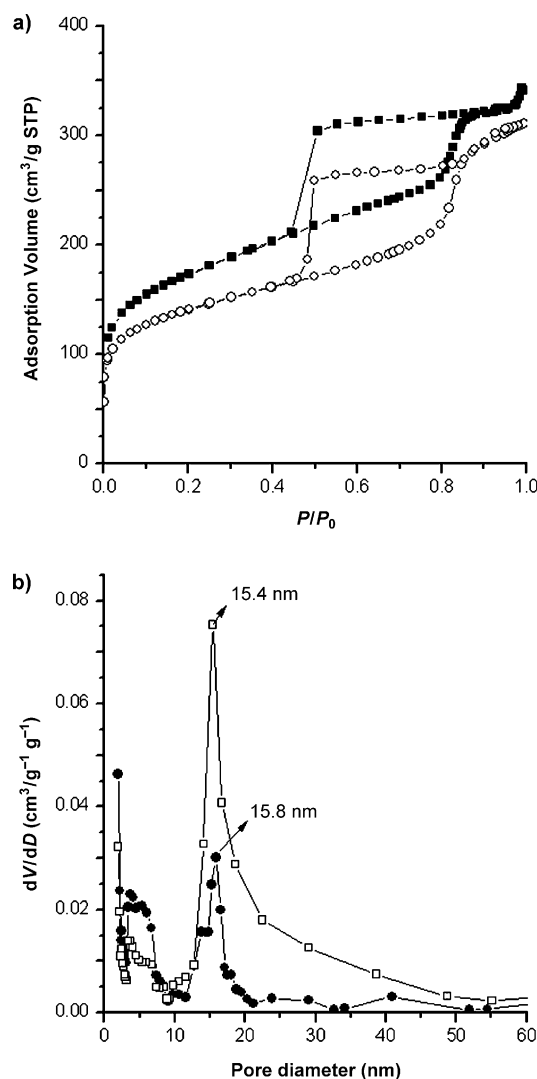 a)
400
300
200
100
0
Adsorption Volume (cm³/g STP)
0.0 0.2 0.4 0.6 0.8 1.0
P/P₀
b)
0.08
0.06
0.04
0.02
0.00
dV/dD (cm³/g⁻¹ g⁻¹)
15.4 nm
15.8 nm
0 10 20 30 40 50 60
Pore diameter (nm)